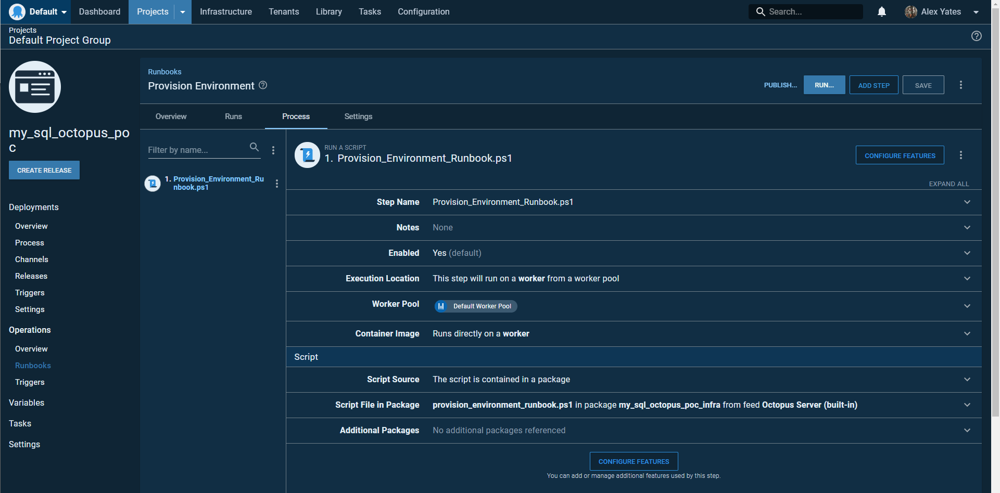 Default
Dashboard
Projects
Infrastructure
Tenants
Library
Tasks
Configuration
Search...
Alex Yates
Projects
Default Project Group
my_sql_octopus_po
c
CREATE RELEASE
Deployments
Overview
Process
Channels
Releases
Triggers
Settings
Operations
Overview
Runbooks
Triggers
Variables
Tasks
Settings
Runbooks
Provision Environment
PUBLISH...
RUN...
ADD STEP
SAVE
Overview
Runs
Process
Settings
Filter by name...
1. Provision_Environment_Ru
nbook.ps1
RUN A SCRIPT
1. Provision_Environment_Runbook.ps1
CONFIGURE FEATURES
EXPAND ALL
Step Name Provision_Environment_Runbook.ps1
Notes None
Enabled Yes (default)
Execution Location This step will run on a worker from a worker pool
Worker Pool Default Worker Pool
Container Image Runs directly on a worker
Script
Script Source The script is contained in a package
Script File in Package provision_environment_runbook.ps1 in package my_sql_octopus_poc_infra from feed Octopus Server (built-in)
Additional Packages No additional packages referenced
CONFIGURE FEATURES
You can add or manage additional features used by this step.